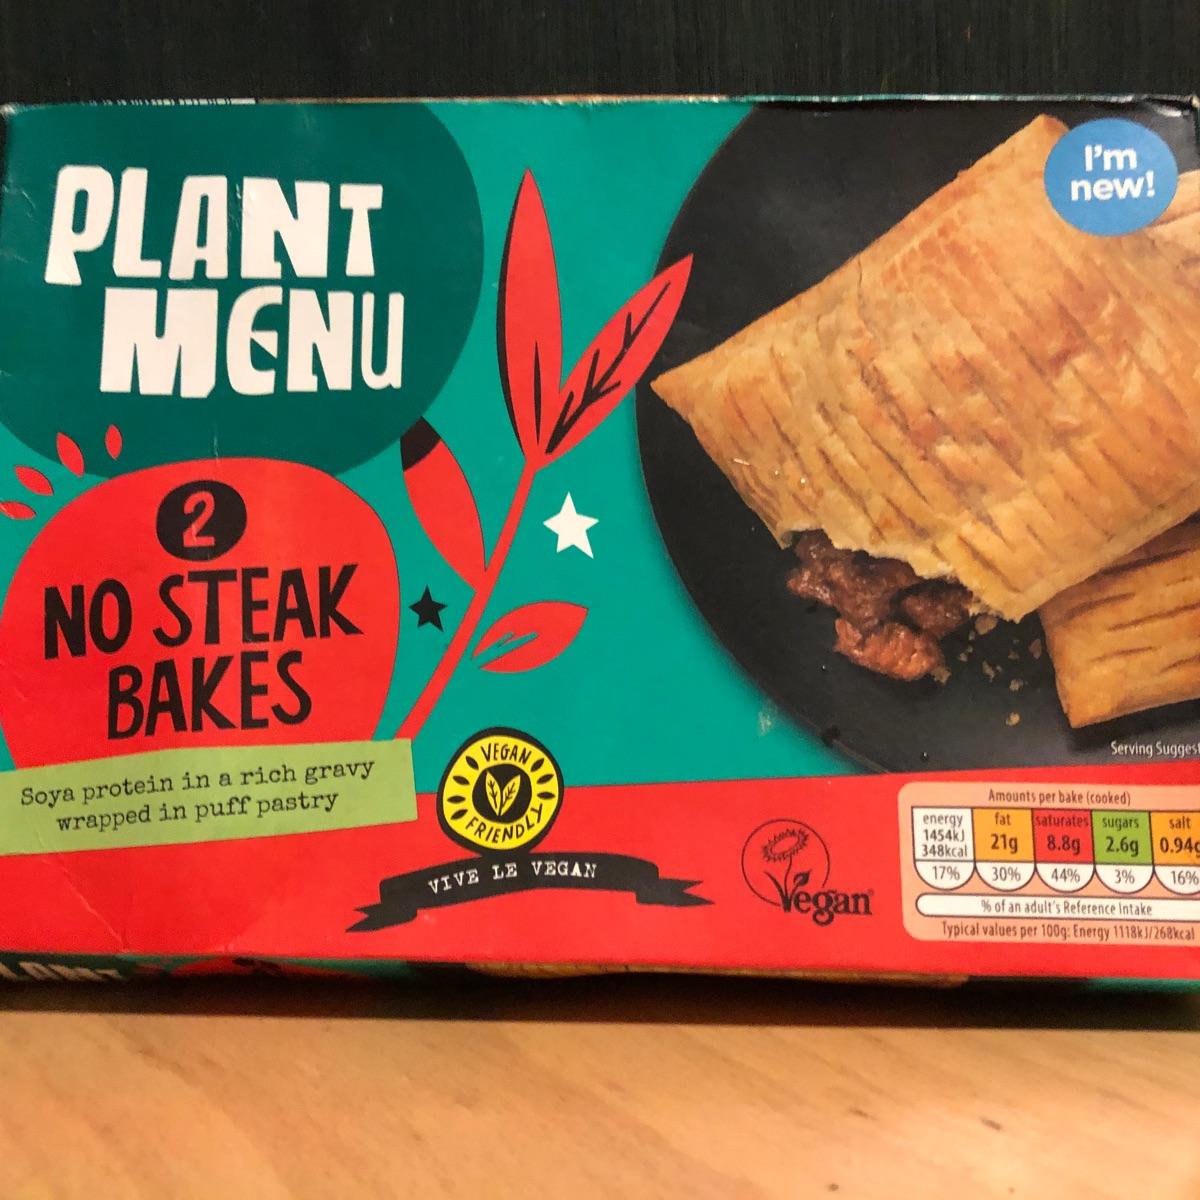 PLANT
MENU
I'm
new!
2
NO STEAK
BAKES
Soya protein in a rich gravy
wrapped in puff pastry
VEGAN
FRIENDLY
VIVE LE VEGAN
Vegan
Serving Suggest
Amounts per bake (cooked)
energy fat saturates sugars salt
1454kJ 21g 8.8g 2.6g 0.94g
348kcal
17% 30% 44% 3% 16%
% of an adult's Reference Intake
Typical values per 100g: Energy 1118kJ/268kcal